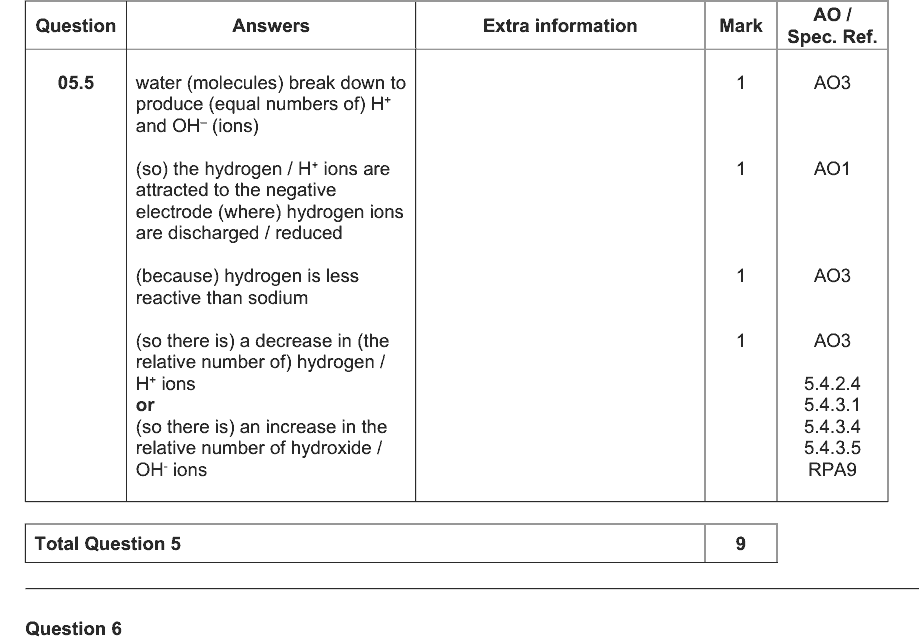 Question Answers Extra information Mark AO /
Spec. Ref.
05.5 water (molecules) break down to 1 AO3
produce (equal numbers of) H⁺
and OH⁻ (ions)
(so) the hydrogen / H⁺ ions are 1 AO1
attracted to the negative
electrode (where) hydrogen ions
are discharged / reduced
(because) hydrogen is less 1 AO3
reactive than sodium
(so there is) a decrease in (the 1 AO3
relative number of) hydrogen /
H⁺ ions 5.4.2.4
or 5.4.3.1
(so there is) an increase in the 5.4.3.4
relative number of hydroxide / 5.4.3.5
OH⁻ ions RPA9
Total Question 5 9
Question 6